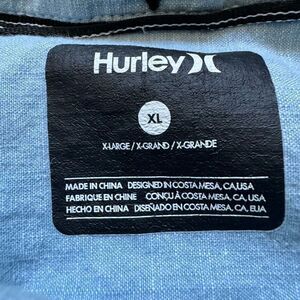 Hurley
XL
X-LARGE / X-GRAND / X-GRANDE
MADE IN CHINA DESIGNED IN COSTA MESA, CA, USA
FABRIQUE EN CHINE CONÇU À COSTA MESA, CA, USA
HECHO EN CHINA DISEÑADO EN COSTA MESA, CA, EUA